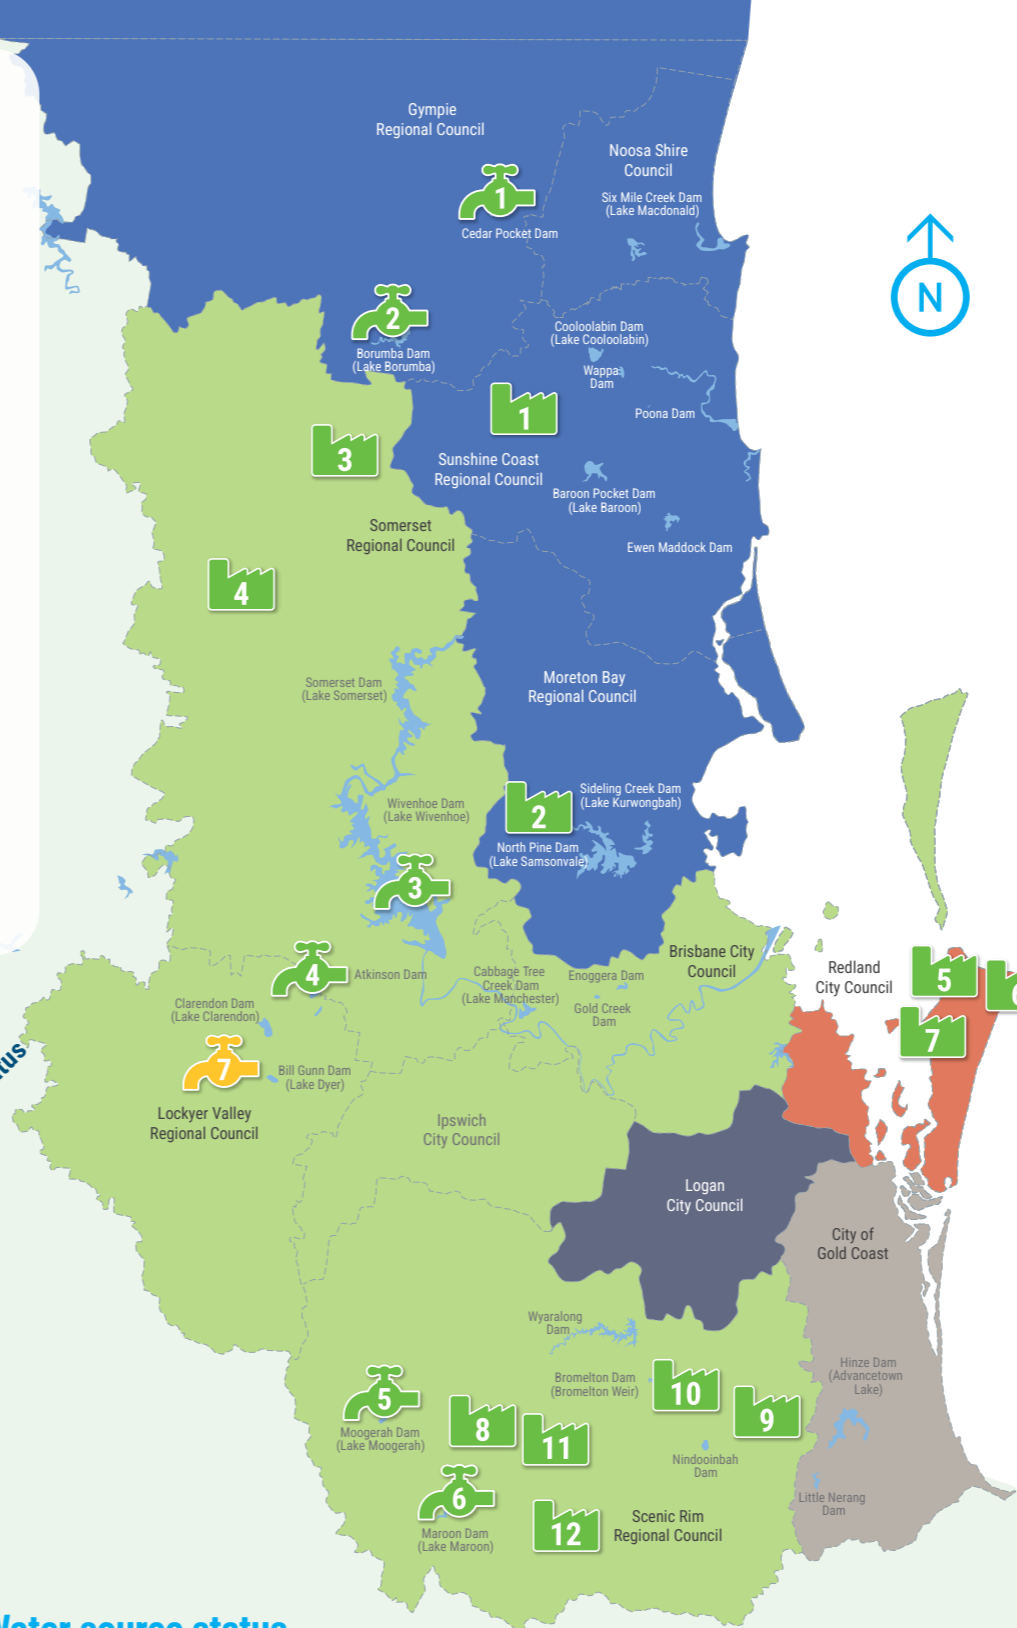 Gympie
Regional Council
Noosa Shire
Council
1
Cedar Pocket Dam
Six Mile Creek Dam
(Lake Macdonald)
N
2
Borumba Dam
(Lake Borumba)
Cooloolabin Dam
(Lake Cooloolabin)
Wappa
Dam
1
Poona Dam
3
Sunshine Coast
Regional Council
Baroon Pocket Dam
(Lake Baroon)
Somerset
Regional Council
Ewen Maddock Dam
4
Somerset Dam
(Lake Somerset)
Moreton Bay
Regional Council
Wivenhoe Dam
(Lake Wivenhoe)
2
Sideling Creek Dam
(Lake Kurwongbah)
North Pine Dam
(Lake Samsonvale)
3
4
Atkinson Dam
Cabbage Tree
Creek Dam
(Lake Manchester)
Enoggera Dam
Gold Creek
Dam
Brisbane City
Council
Redland
City Council
5
7
Clarendon Dam
(Lake Clarendon)
7
Bill Gunn Dam
(Lake Dyer)
Lockyer Valley
Regional Council
Ipswich
City Council
Logan
City Council
City of
Gold Coast
Wyaralong
Dam
Bromelton Dam
(Bromelton Weir)
10
9
Hinze Dam
(Advancetown
Lake)
5
Moogerah Dam
(Lake Moogerah)
8
11
Nindooinbah
Dam
6
Maroon Dam
(Lake Maroon)
12
Scenic Rim
Regional Council
Little Nerang
Dam
Water source status